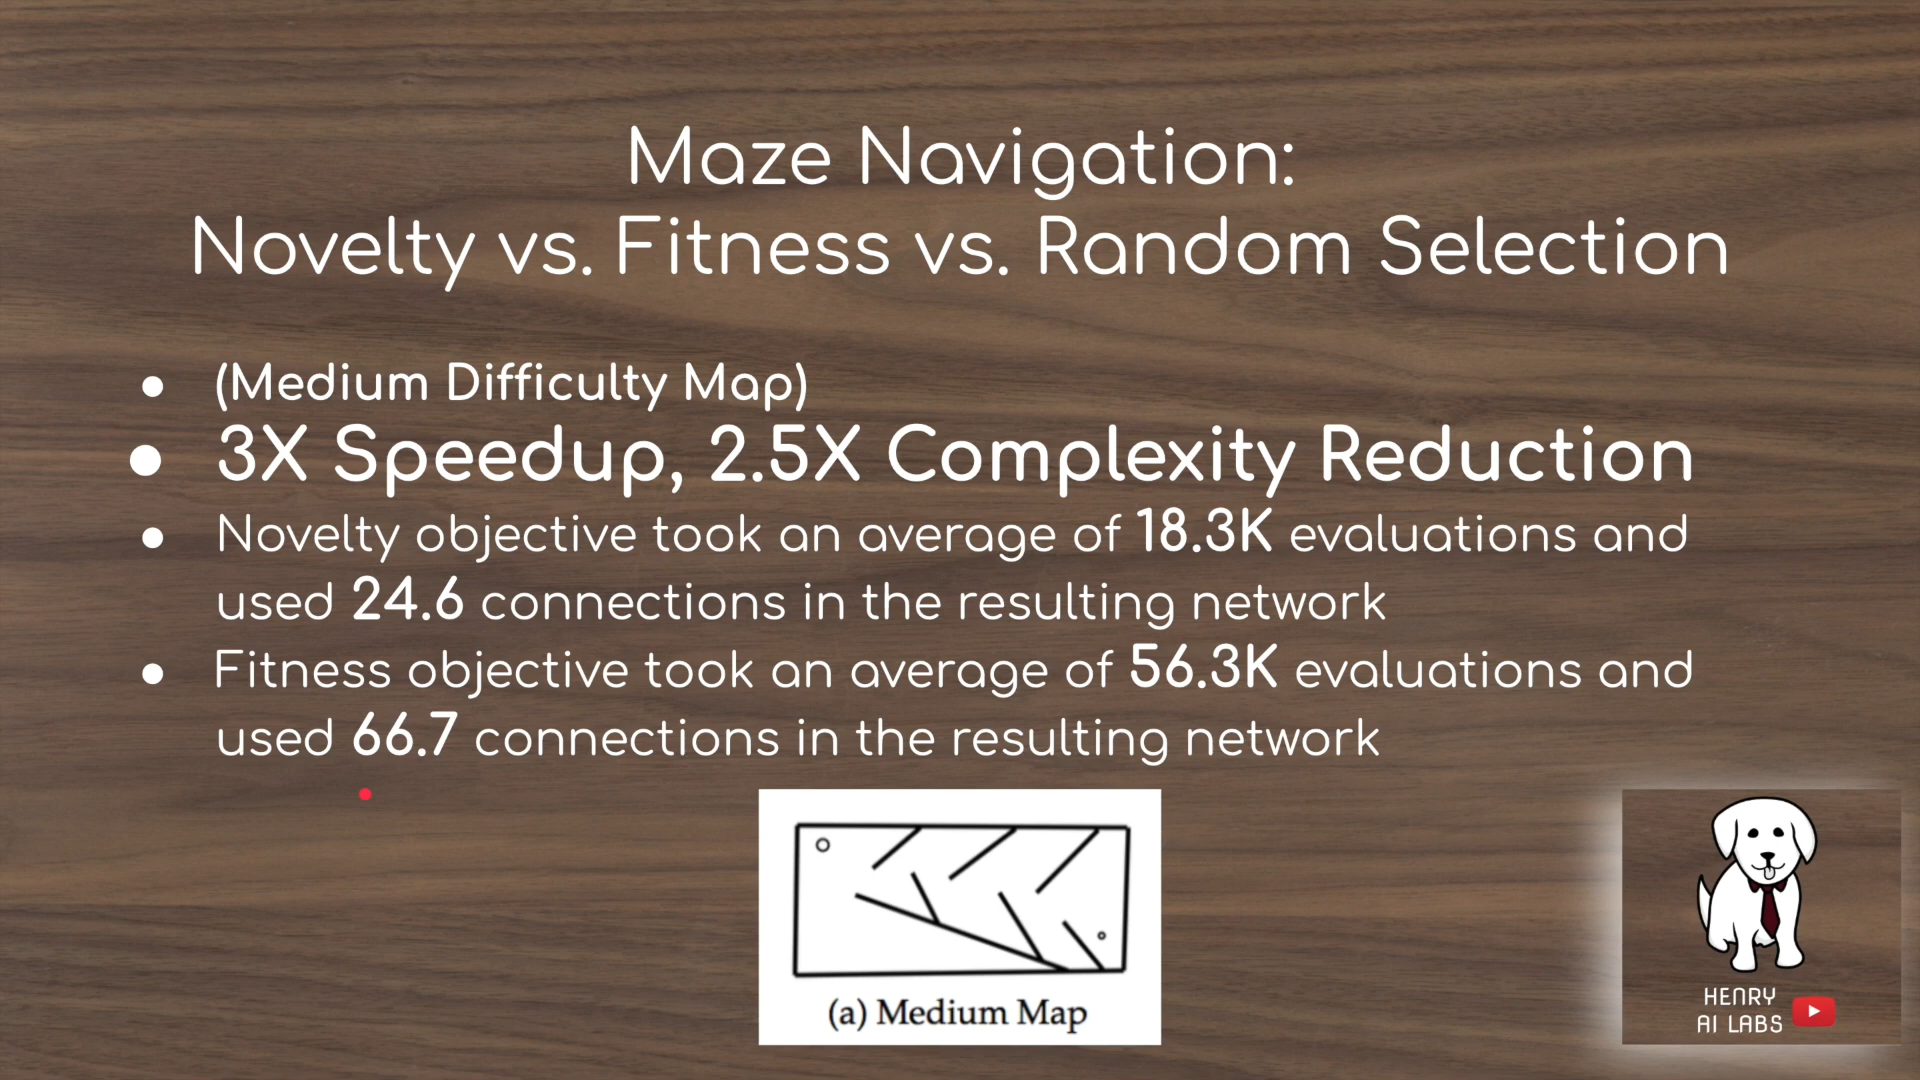 Maze Navigation:
Novelty vs. Fitness vs. Random Selection
● (Medium Difficulty Map)
● 3X Speedup, 2.5X Complexity Reduction
● Novelty objective took an average of 18.3K evaluations and
used 24.6 connections in the resulting network
● Fitness objective took an average of 56.3K evaluations and
used 66.7 connections in the resulting network
(a) Medium Map
HENRY
AI LABS